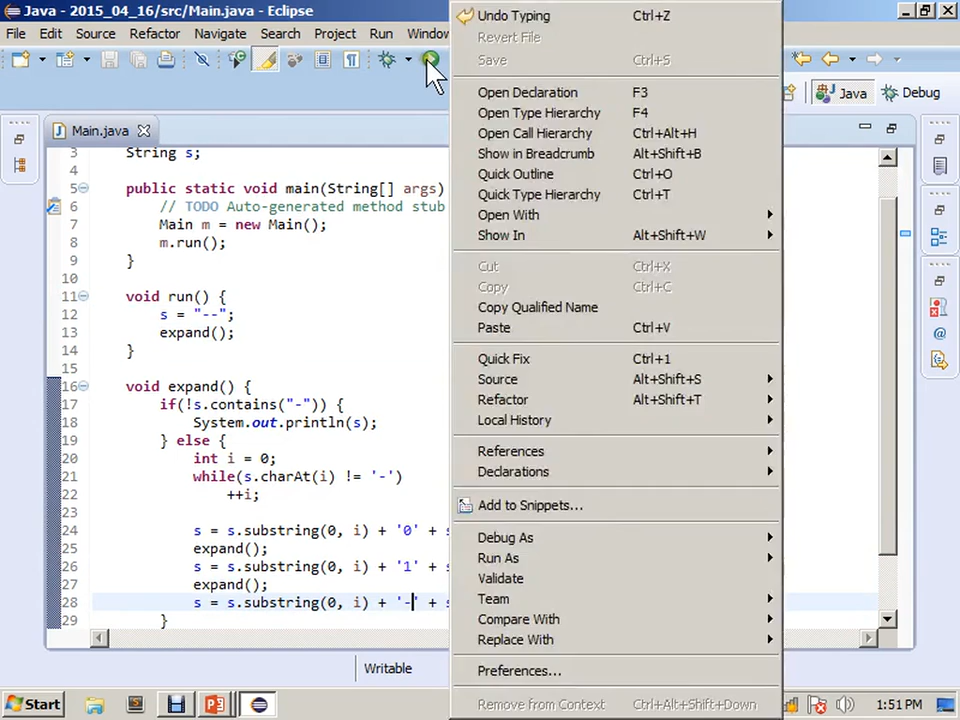 Java - 2015_04_16/src/Main.java - Eclipse
File Edit Source Refactor Navigate Search Project Run Window
Java Debug
Main.java
3 String s;
4
5 public static void main(String[] args)
6 // TODO Auto-generated method stub
7 Main m = new Main();
8 m.run();
9 }
10
11 void run() {
12 s = "--";
13 expand();
14 }
15
16 void expand() {
17 if(!s.contains("-")) {
18 System.out.println(s);
19 } else {
20 int i = 0;
21 while(s.charAt(i) != '-')
22 ++i;
23
24 s = s.substring(0, i) + '0' + s
25 expand();
26 s = s.substring(0, i) + '1' + s
27 expand();
28 s = s.substring(0, i) + '-' + s
29 }
Undo Typing Ctrl+Z
Revert File
Save Ctrl+S
Open Declaration F3
Open Type Hierarchy F4
Open Call Hierarchy Ctrl+Alt+H
Show in Breadcrumb Alt+Shift+B
Quick Outline Ctrl+O
Quick Type Hierarchy Ctrl+T
Open With
Show In Alt+Shift+W
Cut Ctrl+X
Copy Ctrl+C
Copy Qualified Name
Paste Ctrl+V
Quick Fix Ctrl+1
Source Alt+Shift+S
Refactor Alt+Shift+T
Local History
References
Declarations
Add to Snippets...
Debug As
Run As
Validate
Team
Compare With
Replace With
Preferences...
Remove from Context Ctrl+Alt+Shift+Down
Writable
Start 1:51 PM